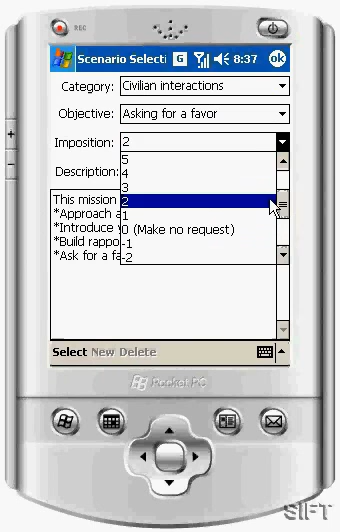 REC
Scenario Selecti G 8:37 ok
Category: Civilian interactions
Objective: Asking for a favor
Imposition: 2
5
4
3
2
1
0 (Make no request)
-1
-2
Description:
This mission
*Approach a
*Introduce
*Build rappo
*Ask for a fa
Select New Delete
Pocket PC
SIFT